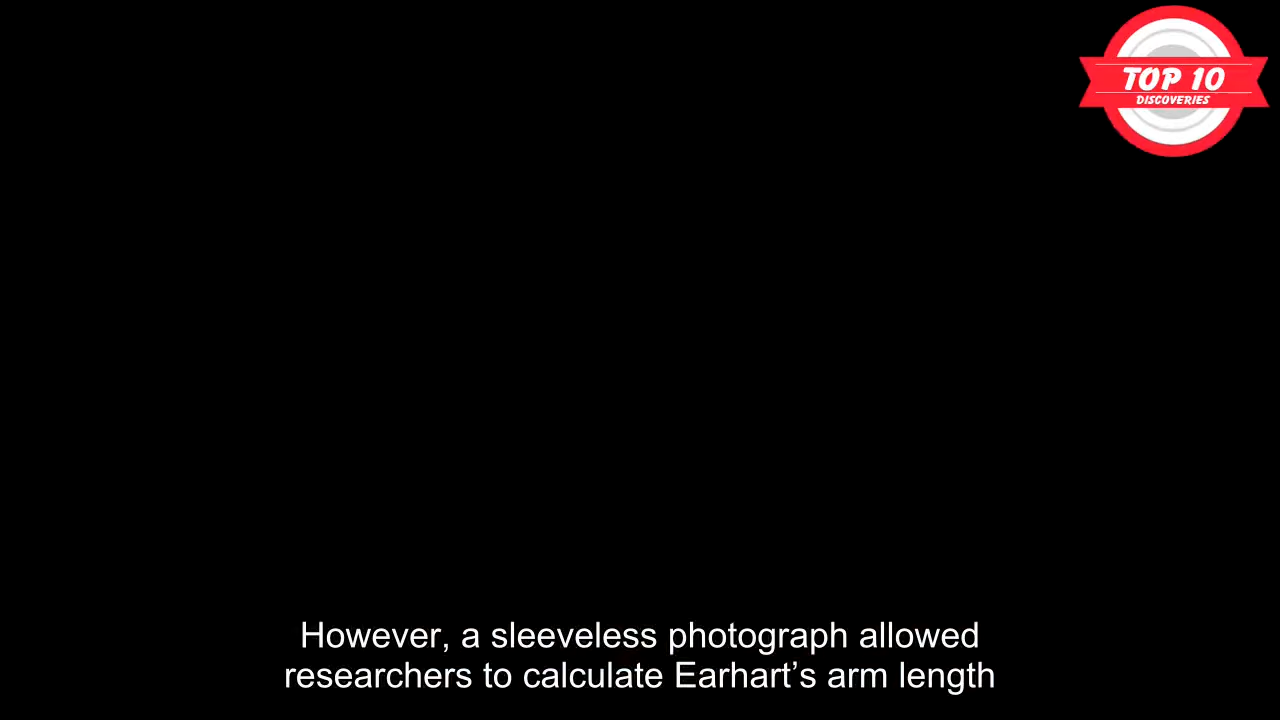 TOP 10
DISCOVERIES
However, a sleeveless photograph allowed
researchers to calculate Earhart’s arm length